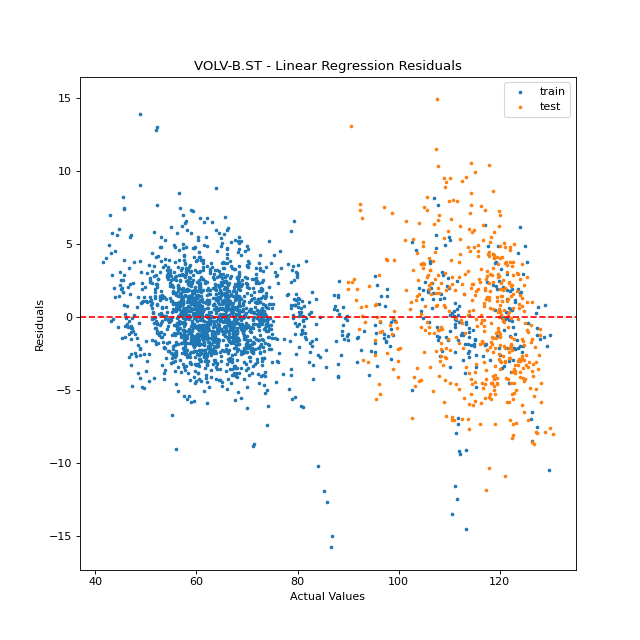 VOLV-B.ST - Linear Regression Residuals
train
test
15
10
5
0
−5
−10
−15
Residuals
40
60
80
100
120
Actual Values